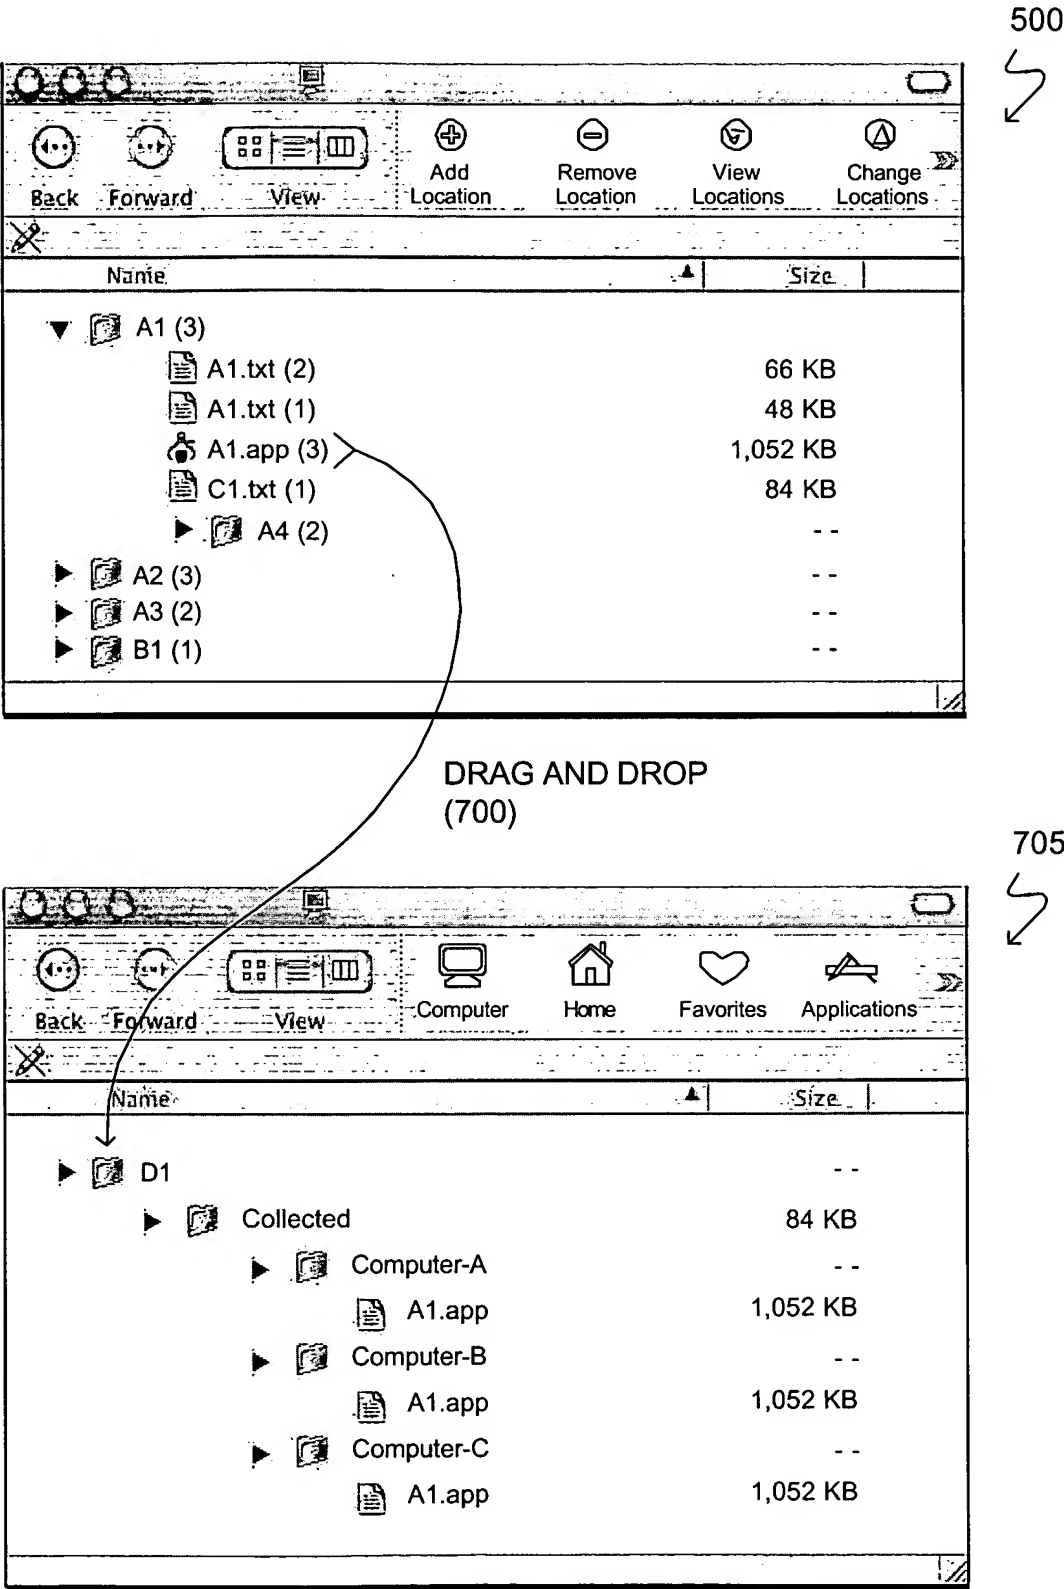 500
Back Forward View Add Location Remove Location View Locations Change Locations
Name Size
A1 (3)
A1.txt (2) 66 KB
A1.txt (1) 48 KB
A1.app (3) 1,052 KB
C1.txt (1) 84 KB
A4 (2) - -
A2 (3) - -
A3 (2) - -
B1 (1) - -
DRAG AND DROP
(700)
705
Back Forward View Computer Home Favorites Applications
Name Size
D1 - -
Collected 84 KB
Computer-A - -
A1.app 1,052 KB
Computer-B - -
A1.app 1,052 KB
Computer-C - -
A1.app 1,052 KB